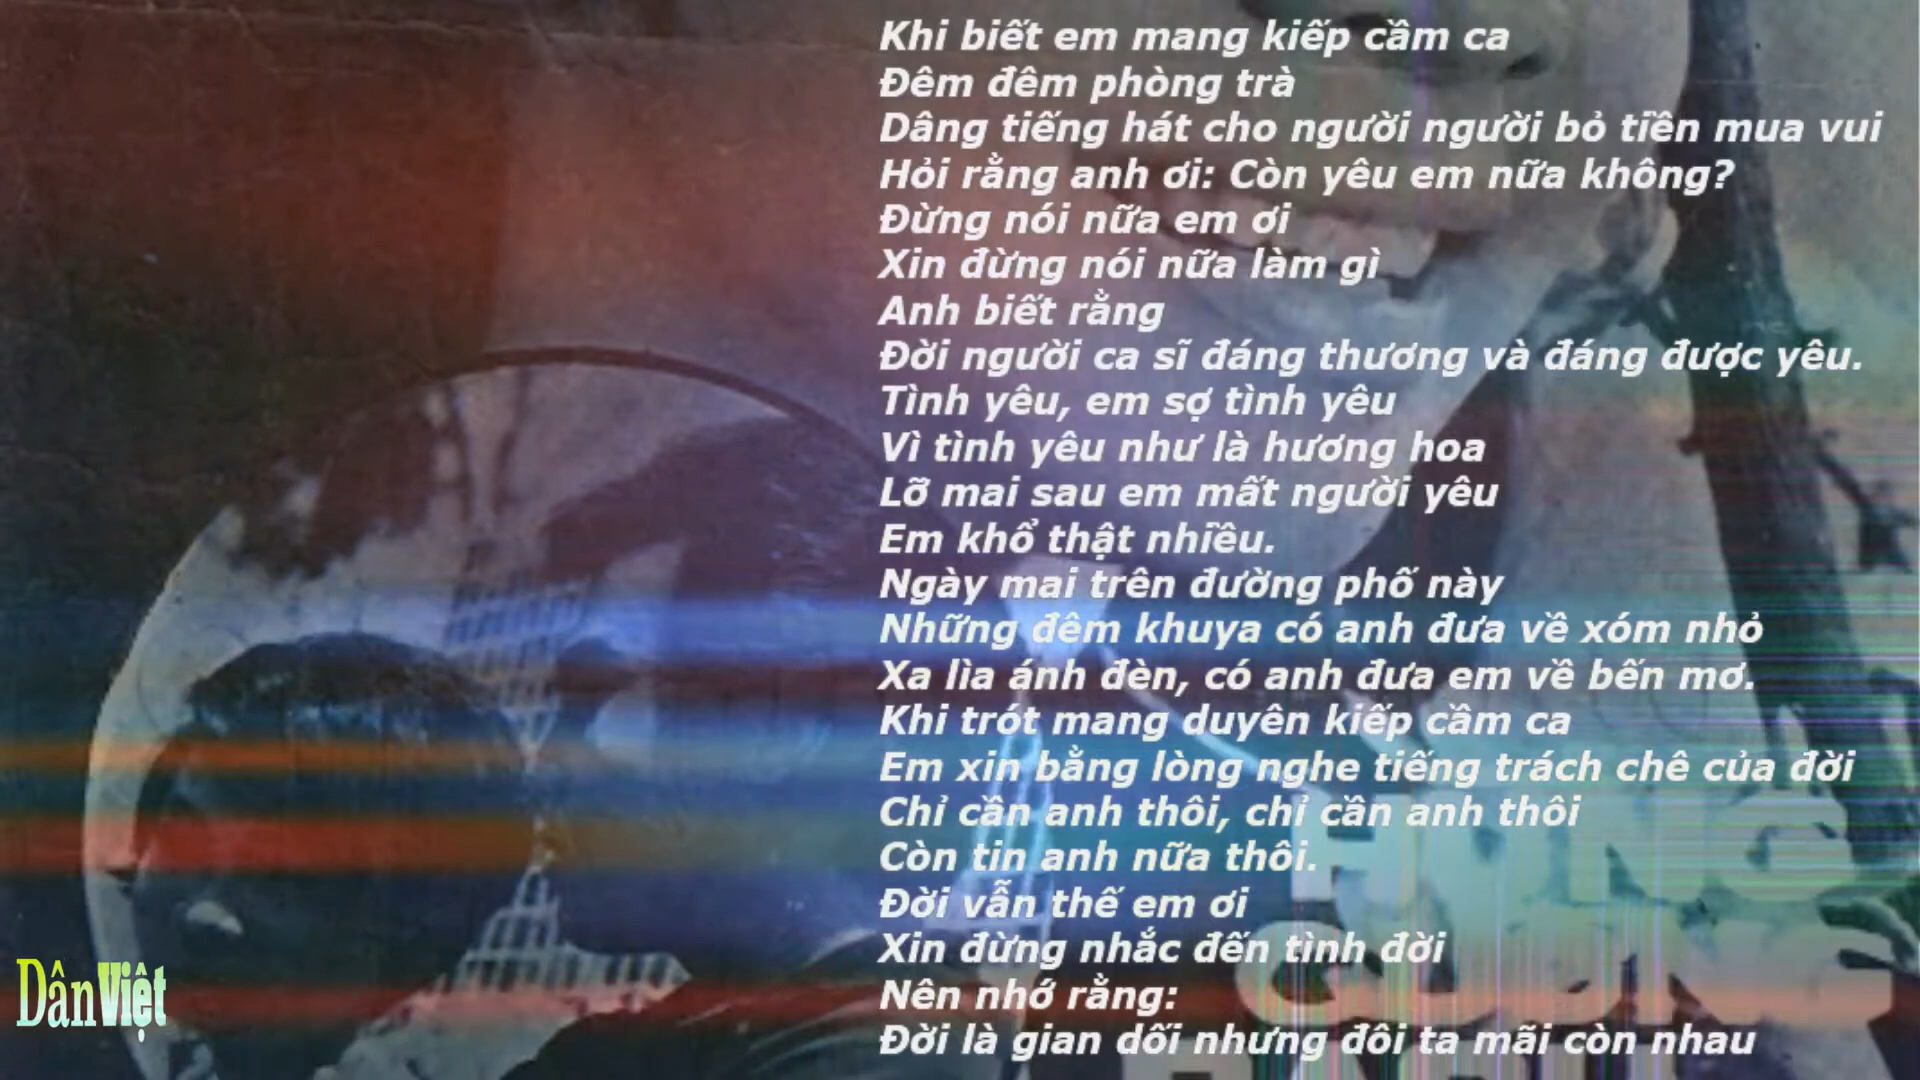 Khi biết em mang kiếp cầm ca
Đêm đêm phòng trà
Dâng tiếng hát cho người người bỏ tiền mua vui
Hỏi rằng anh ơi: Còn yêu em nữa không?
Đừng nói nữa em ơi
Xin đừng nói nữa làm gì
Anh biết rằng
Đời người ca sĩ đáng thương và đáng được yêu.
Tình yêu, em sợ tình yêu
Vì tình yêu như là hương hoa
Lỡ mai sau em mất người yêu
Em khổ thật nhiều.
Ngày mai trên đường phố này
Những đêm khuya có anh đưa về xóm nhỏ
Xa lìa ánh đèn, có anh đưa em về bến mơ.
Khi trót mang duyên kiếp cầm ca
Em xin bằng lòng nghe tiếng trách chê của đời
Chỉ cần anh thôi, chỉ cần anh thôi
Còn tin anh nữa thôi.
Đời vẫn thế em ơi
Xin đừng nhắc đến tình đời
Nên nhớ rằng:
Đời là gian dối nhưng đôi ta mãi còn nhau
DânViệt